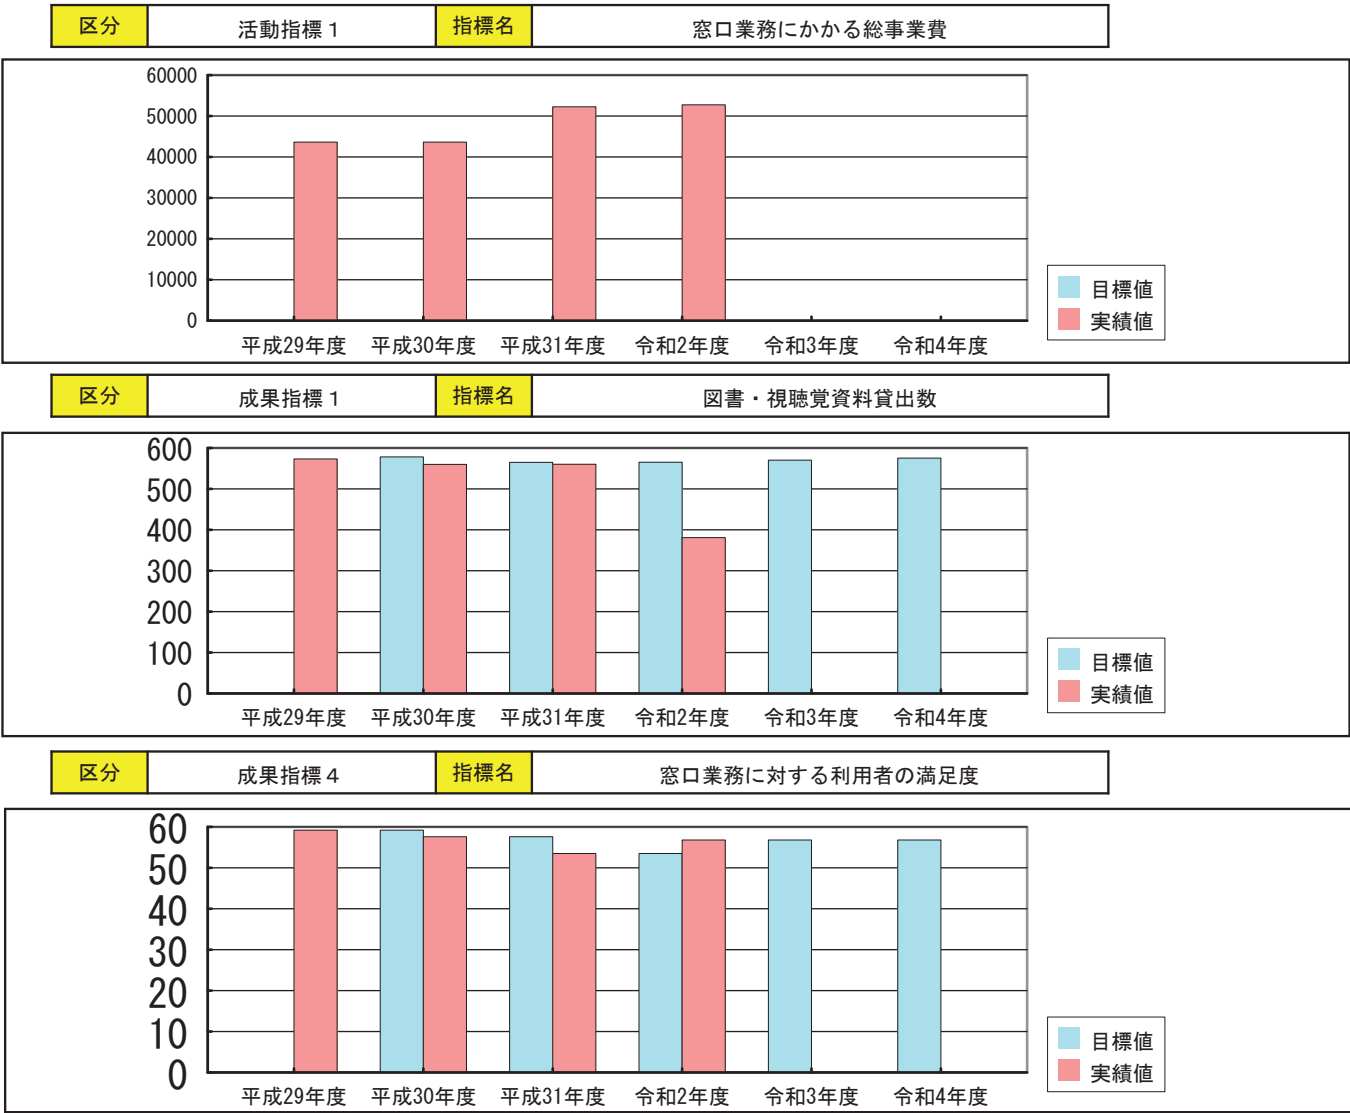 区分 活動指標１ 指標名 窓口業務にかかる総事業費
60000
50000
40000
30000
20000
10000
0
平成29年度 平成30年度 平成31年度 令和2年度 令和3年度 令和4年度
目標値
実績値
区分 成果指標１ 指標名 図書・視聴覚資料貸出数
600
500
400
300
200
100
0
平成29年度 平成30年度 平成31年度 令和2年度 令和3年度 令和4年度
目標値
実績値
区分 成果指標４ 指標名 窓口業務に対する利用者の満足度
60
50
40
30
20
10
0
平成29年度 平成30年度 平成31年度 令和2年度 令和3年度 令和4年度
目標値
実績値